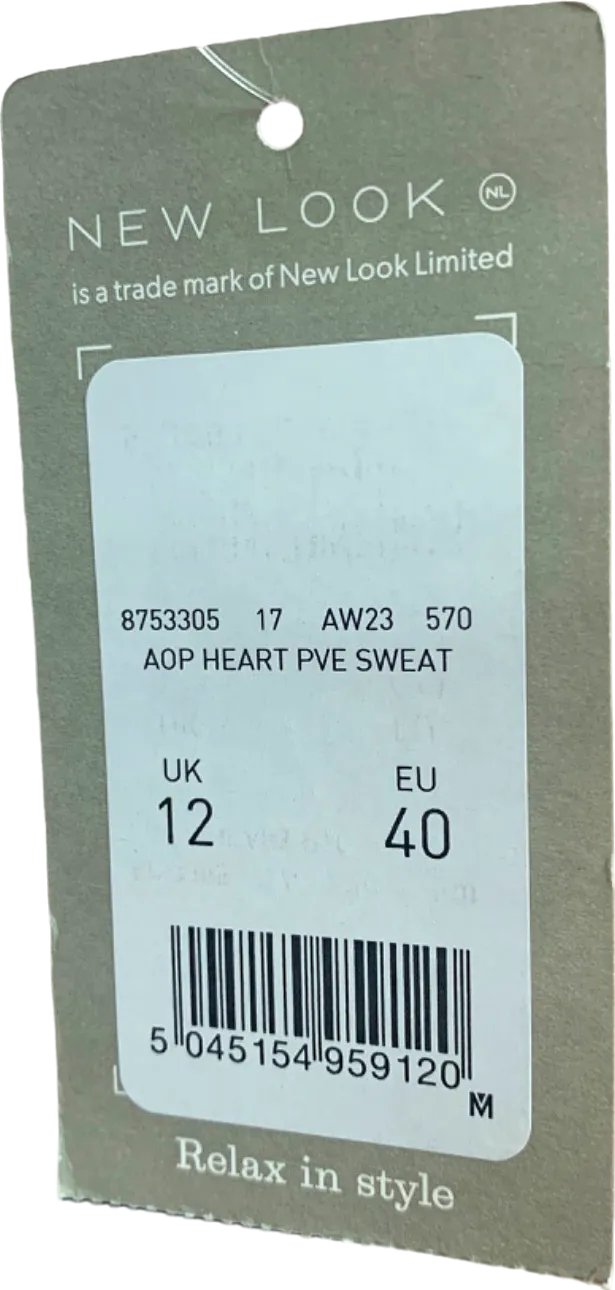 NEW LOOK NL
is a trade mark of New Look Limited
8753305 17 AW23 570
AOP HEART PVE SWEAT
UK EU
12 40
5 045154 959120
M
Relax in style